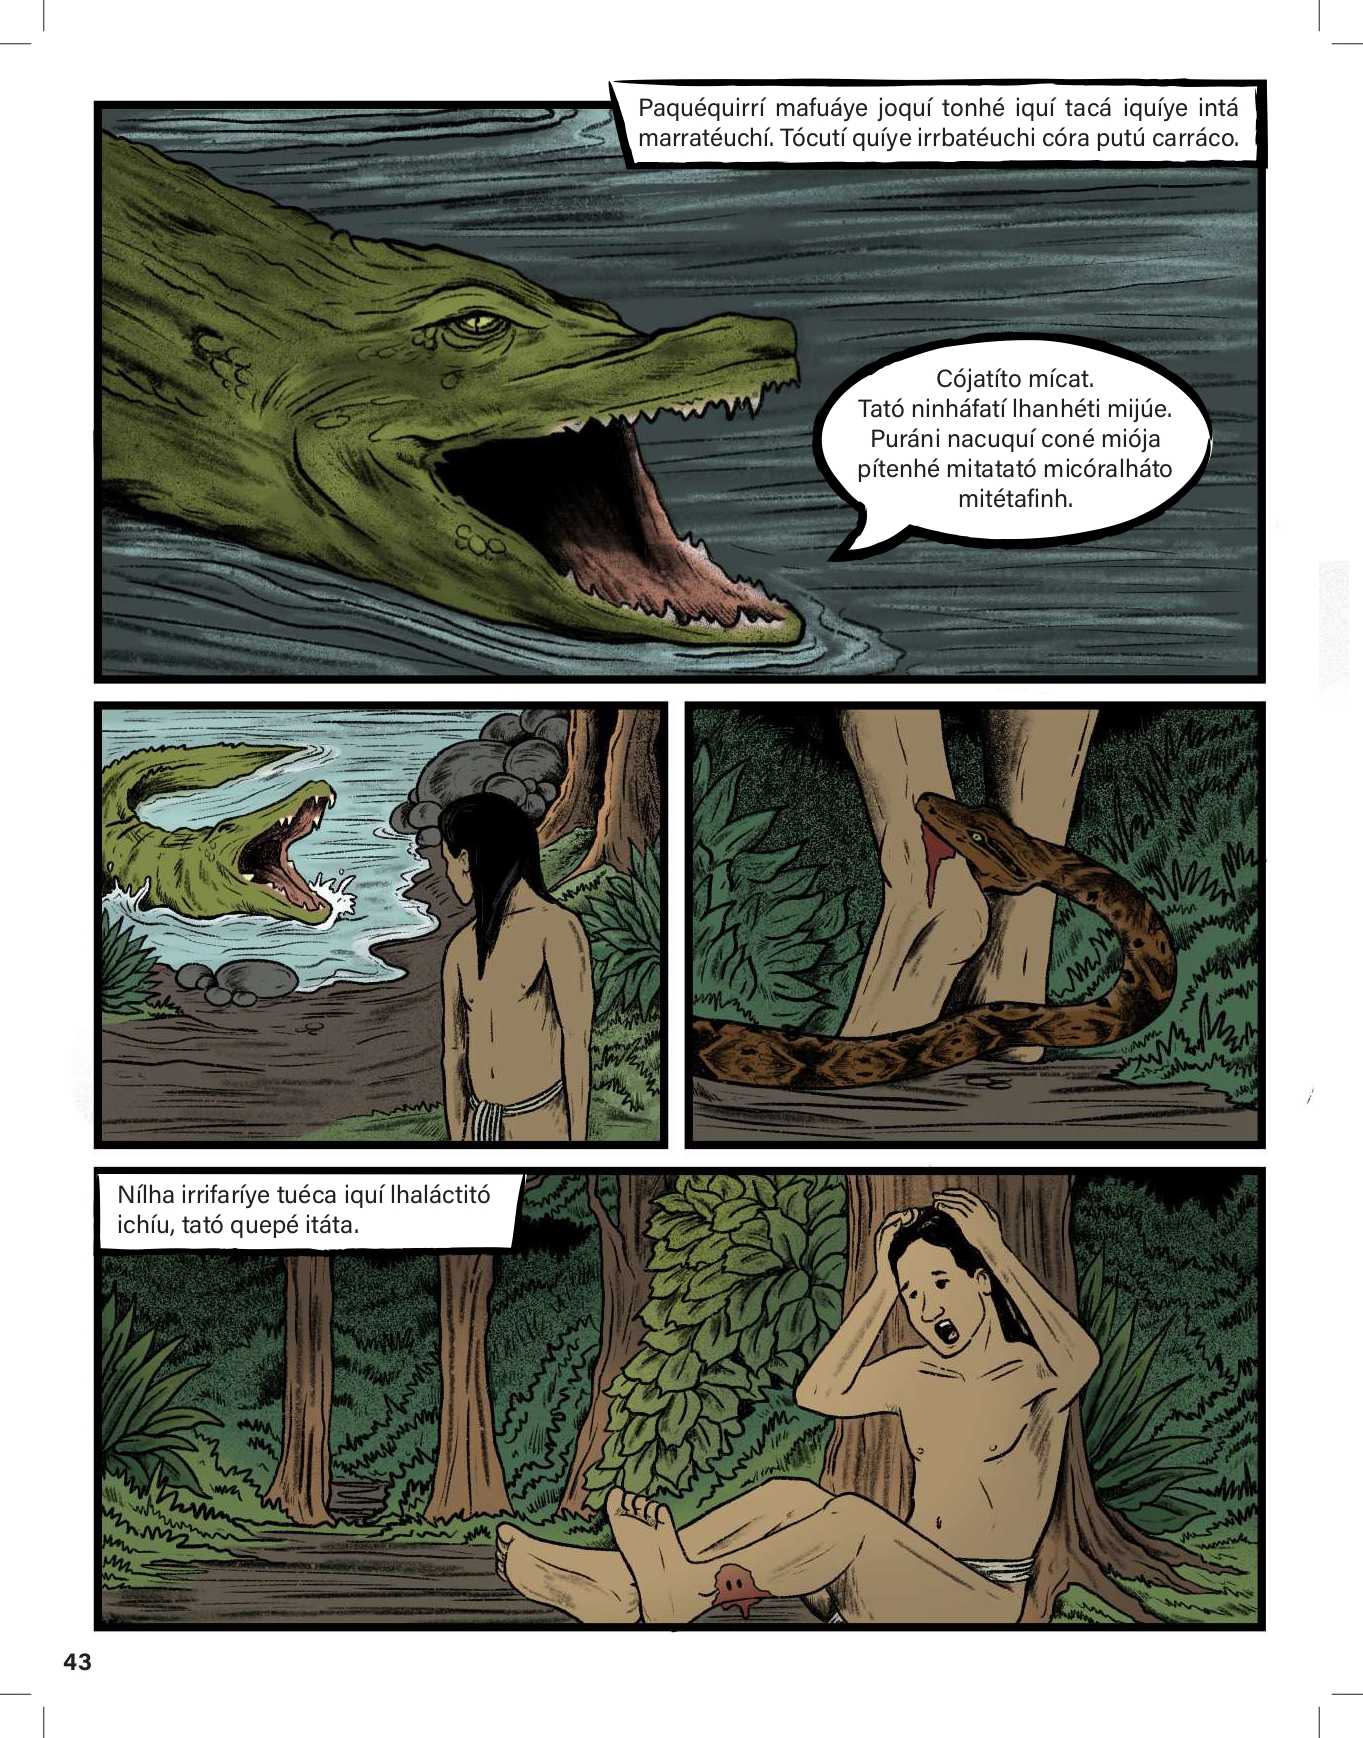 Paquéquirrí mafuáye joquí tonhé iquí tacá iquíye intá
marratéuchí. Tócutí quíye irrbatéuchi córa putú carráco.
Cójatíto mícat.
Tató ninháfatí lhanhéti mijúe.
Puráni nacuquí coné miója
pítenhé mitatató micóralháto
mitétafinh.
Nílha irrifaríye tuéca iquí lhaláctitó
ichíu, tató quepé itáta.
43